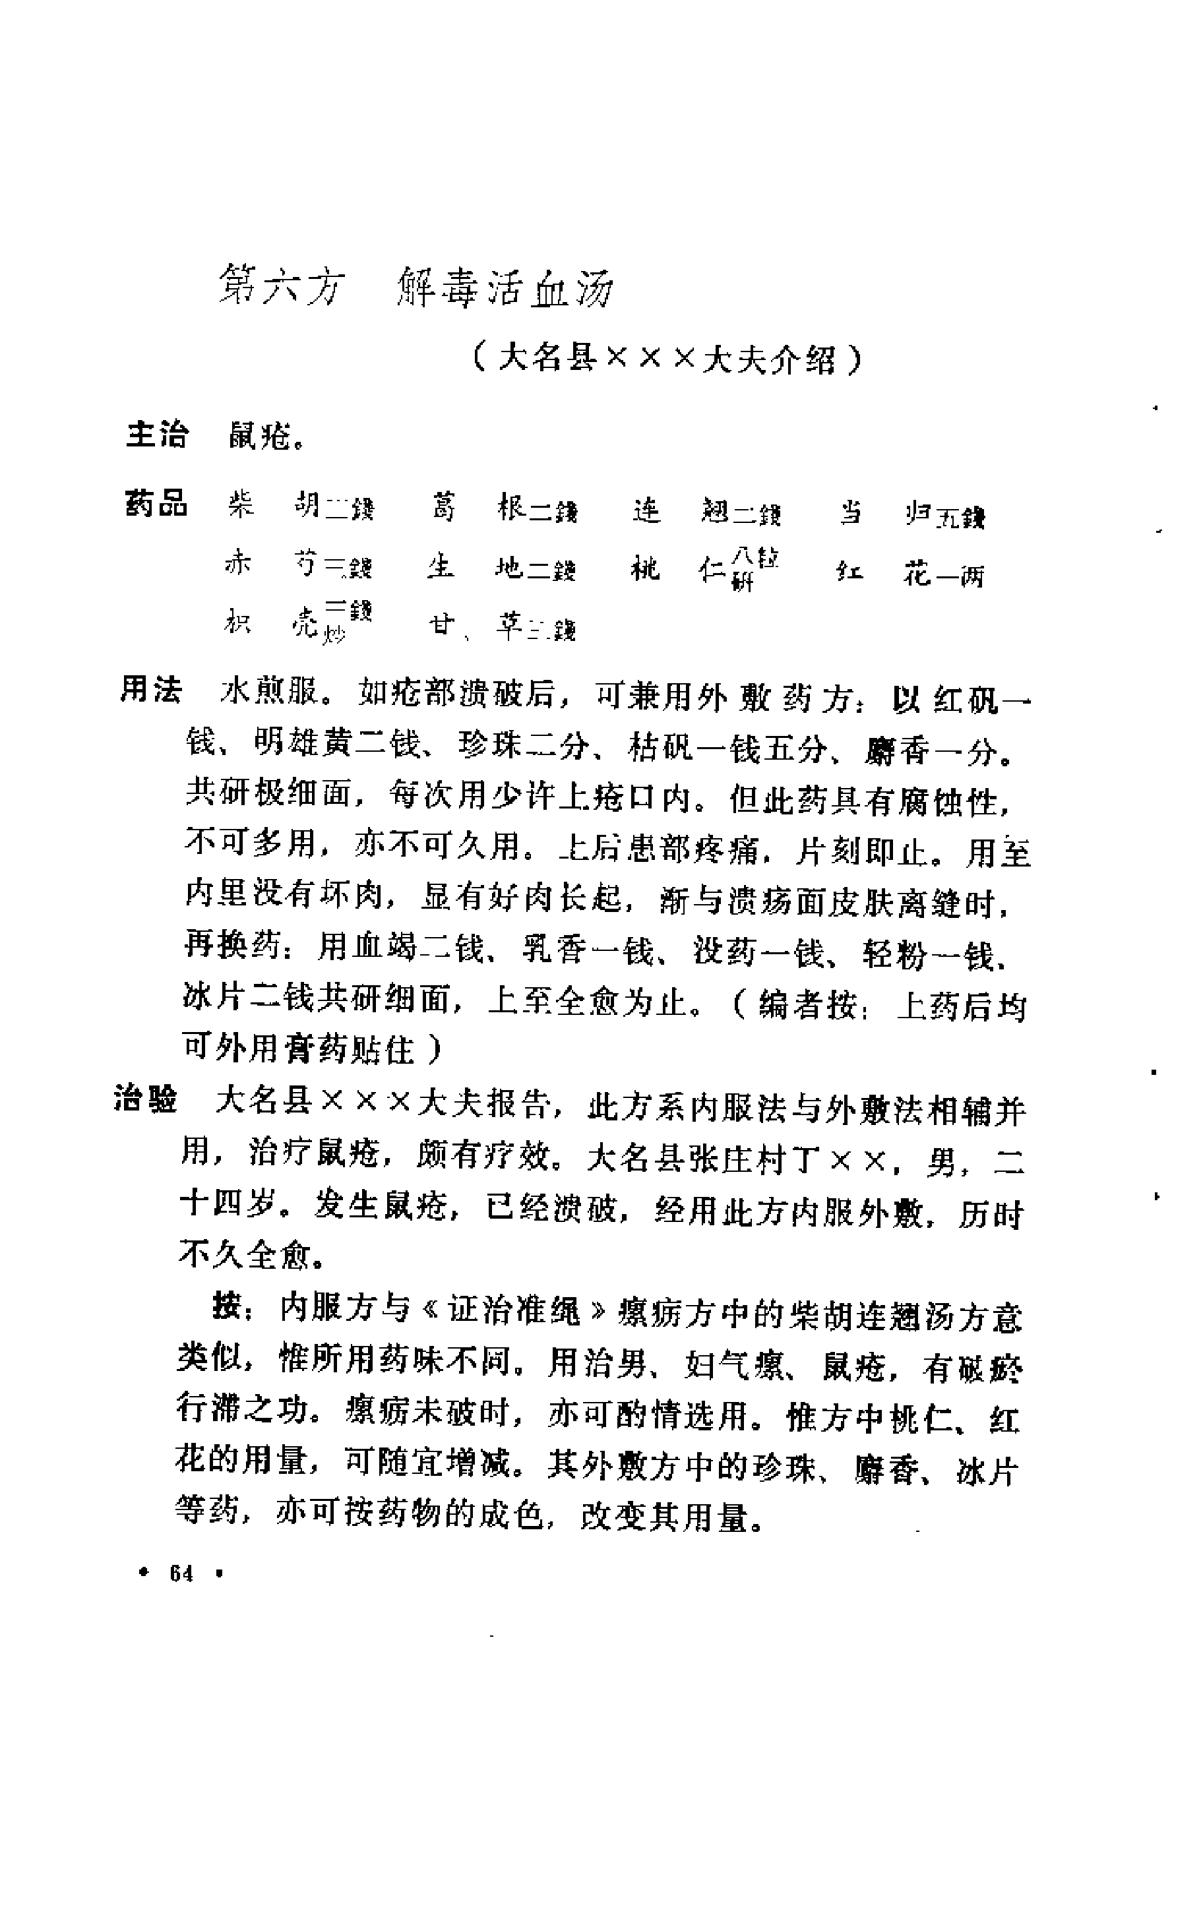 第六方　解毒活血汤
（大名县×××大夫介绍）
主治　鼠疮。
药品　柴　胡二錢　葛　根二錢　连　翘二錢　当　归五錢
赤　芍三錢　生　地二錢　桃　仁八粒研　红　花一两
枳　壳二錢炒　甘　草三錢
用法　水煎服。如疮部溃破后，可兼用外敷药方：以红矾一
钱、明雄黄二钱、珍珠二分、枯矾一钱五分、麝香一分。
共研极细面，每次用少许上疮口内。但此药具有腐蚀性，
不可多用，亦不可久用。上后患部疼痛，片刻即止。用至
内里没有坏肉，显有好肉长起，渐与溃疡面皮肤离缝时，
再换药：用血竭二钱、乳香一钱、没药一钱、轻粉一钱、
冰片二钱共研细面，上至全愈为止。（编者按：上药后均
可外用膏药贴住）
治验　大名县×××大夫报告，此方系内服法与外敷法相辅并
用，治疗鼠疮，颇有疗效。大名县张庄村丁××，男，二
十四岁。发生鼠疮，已经溃破，经用此方内服外敷，历时
不久全愈。
按：内服方与《证治准绳》瘰疬方中的柴胡连翘汤方意
类似，惟所用药味不同。用治男、妇气瘰、鼠疮，有破瘀
行滞之功。瘰疬未破时，亦可酌情选用。惟方中桃仁、红
花的用量，可随宜增减。其外敷方中的珍珠、麝香、冰片
等药，亦可按药物的成色，改变其用量。
• 64 •